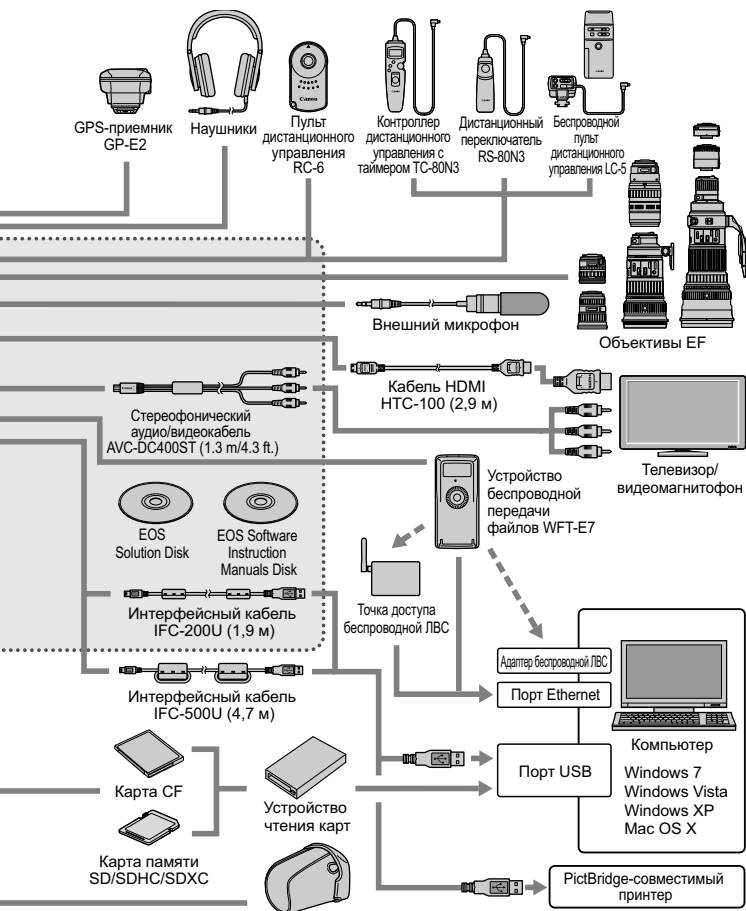 GPS-приемник
GP-E2
Наушники
Canon
Пульт
дистанционного
управления
RC-6
Контроллер
дистанционного
управления с
таймером TC-80N3
Дистанционный
переключатель
RS-80N3
Беспроводной
пульт
дистанционного
управления LC-5
Объективы EF
Внешний микрофон
Кабель HDMI
HTC-100 (2,9 м)
Стереофонический
аудио/видеокабель
AVC-DC400ST (1.3 m/4.3 ft.)
Телевизор/
видеомагнитофон
Устройство
беспроводной
передачи
файлов WFT-E7
EOS
Solution Disk
EOS Software
Instruction
Manuals Disk
Точка доступа
беспроводной ЛВС
Интерфейсный кабель
IFC-200U (1,9 м)
Адаптер беспроводной ЛВС
Порт Ethernet
Интерфейсный кабель
IFC-500U (4,7 м)
Компьютер
Windows 7
Windows Vista
Windows XP
Mac OS X
Порт USB
Карта CF
Устройство
чтения карт
Карта памяти
SD/SDHC/SDXC
PictBridge-совместимый
принтер